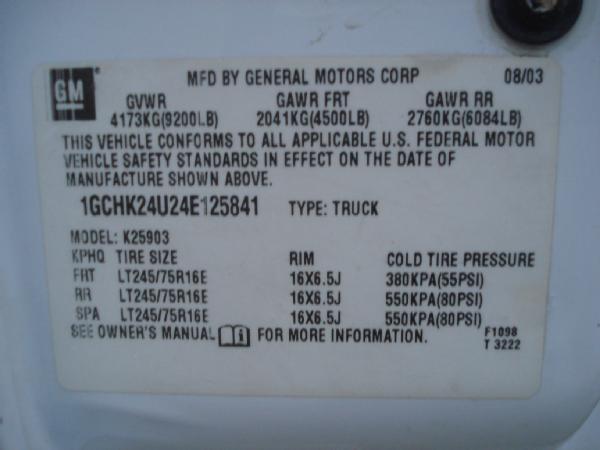 GM
MFD BY GENERAL MOTORS CORP 08/03
GVWR GAWR FRT GAWR RR
4173KG(9200LB) 2041KG(4500LB) 2760KG(6084LB)
THIS VEHICLE CONFORMS TO ALL APPLICABLE U.S. FEDERAL MOTOR
VEHICLE SAFETY STANDARDS IN EFFECT ON THE DATE OF
MANUFACTURE SHOWN ABOVE.
1GCHK24U24E125841 TYPE: TRUCK
MODEL: K25903
KPHQ TIRE SIZE RIM COLD TIRE PRESSURE
FRT LT245/75R16E 16X6.5J 380KPA(55PSI)
RR LT245/75R16E 16X6.5J 550KPA(80PSI)
SPA LT245/75R16E 16X6.5J 550KPA(80PSI)
SEE OWNER'S MANUAL FOR MORE INFORMATION. F1098
T 3222